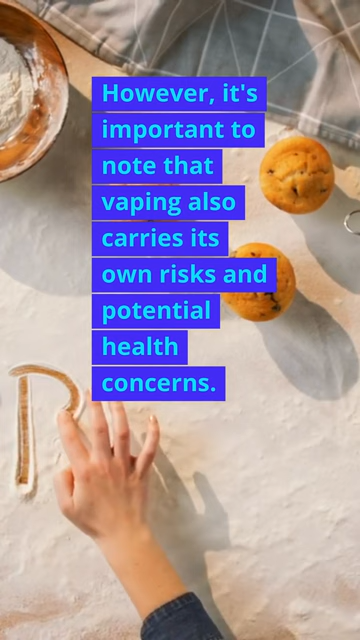 However, it's
important to
note that
vaping also
carries its
own risks and
potential
health
concerns.
P